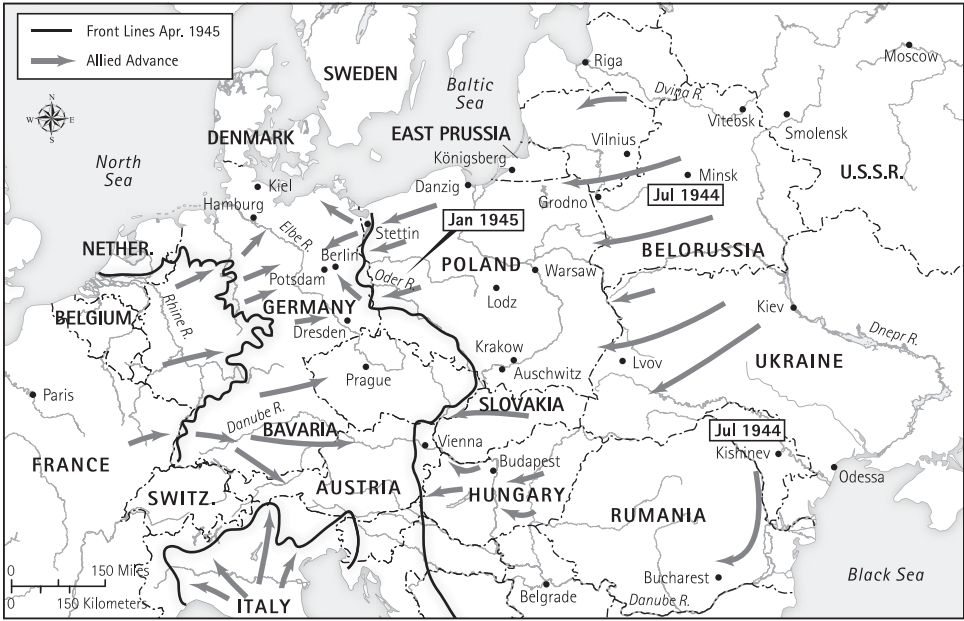 Front Lines Apr. 1945
Allied Advance
N
W E
S
Moscow
SWEDEN
Riga
Baltic
Sea
Dvina R.
Vitebsk
Smolensk
DENMARK
EAST PRUSSIA
Vilnius
North
Sea
Königsberg
U.S.S.R.
Kiel
Danzig
Minsk
Hamburg
Grodno
Jul 1944
Jan 1945
Stettin
Elbe R.
NETHER.
BELORUSSIA
Berlin
POLAND
Warsaw
Potsdam
Oder R.
Lodz
GERMANY
BELGIUM
Rhine R.
Kiev
Dresden
Dnepr R.
Krakow
Lvov
UKRAINE
Auschwitz
Prague
Paris
SLOVAKIA
Danube R.
BAVARIA
Jul 1944
Vienna
Kishinev
FRANCE
Budapest
Odessa
SWITZ.
AUSTRIA
HUNGARY
RUMANIA
0 150 Miles
Bucharest
Black Sea
0 150 Kilometers
ITALY
Belgrade
Danube R.